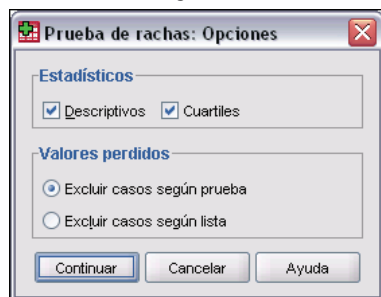 Prueba de rachas: Opciones
Estadísticos
Descriptivos Cuartiles
Valores perdidos
Excluir casos según prueba
Excluir casos según lista
Continuar Cancelar Ayuda